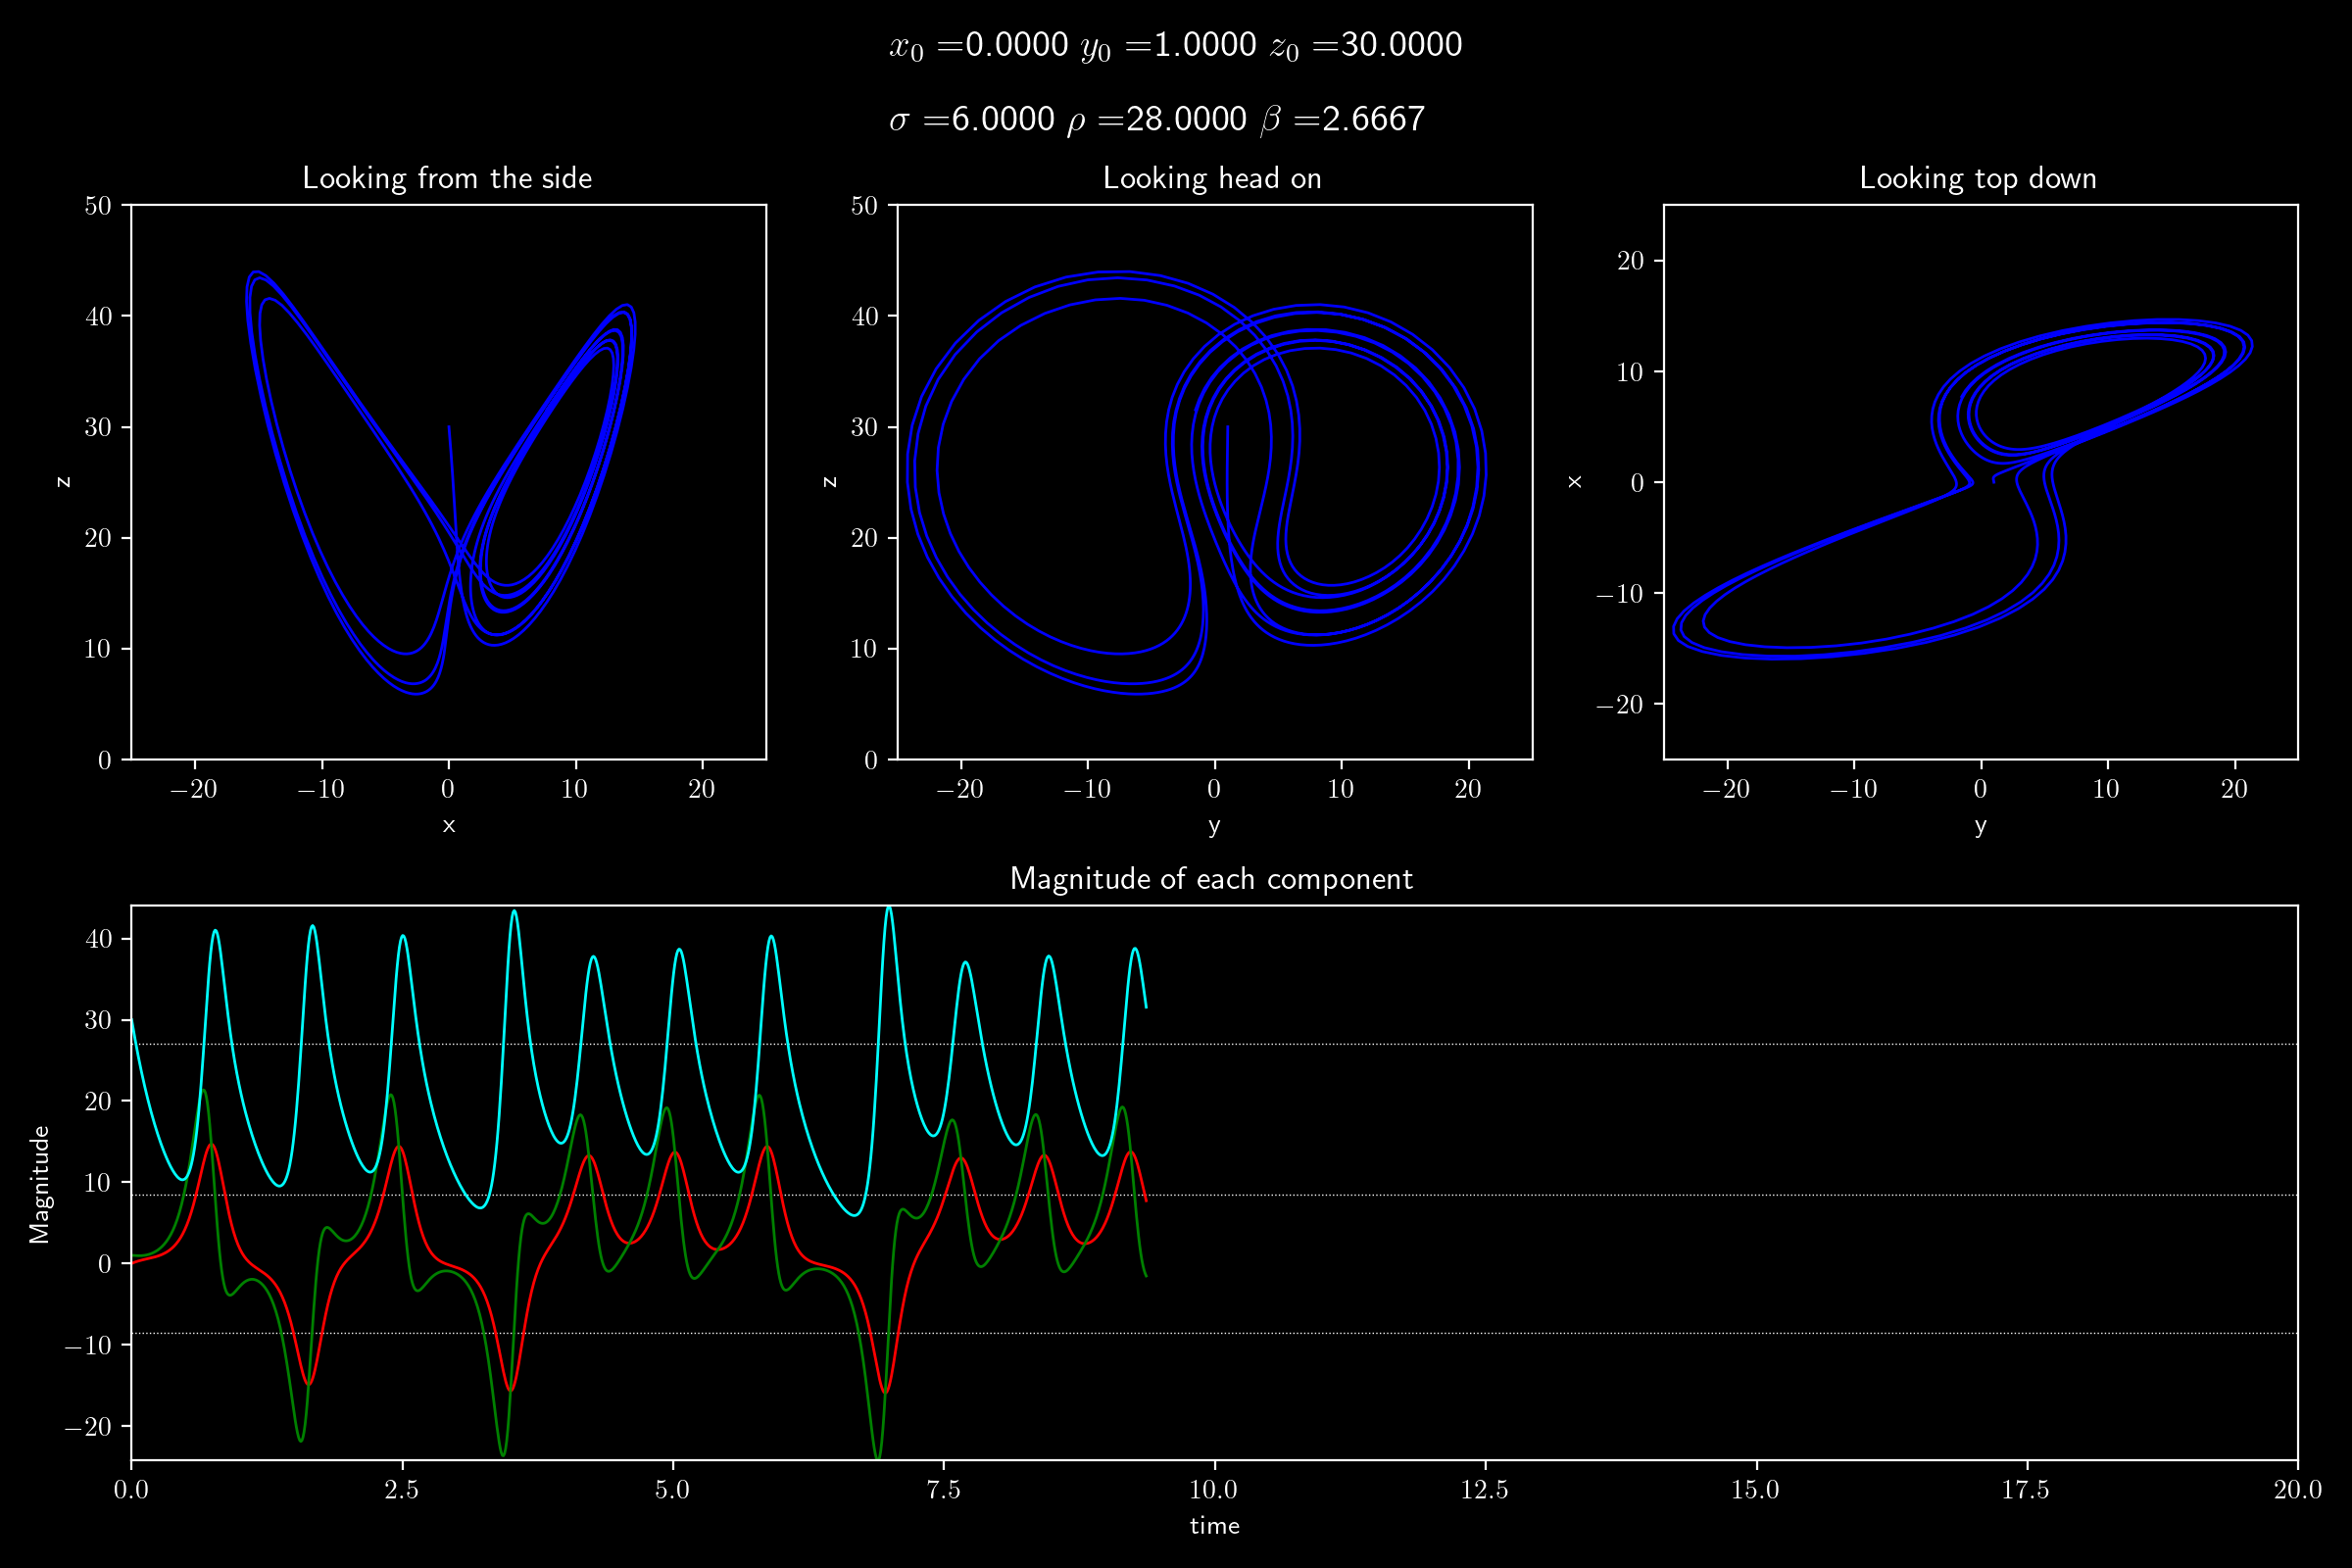 x₀ =0.0000 y₀ =1.0000 z₀ =30.0000
σ =6.0000 ρ =28.0000 β =2.6667
Looking from the side
50
40
30
20
10
0
z
−20 −10 0 10 20
x
Looking head on
50
40
30
20
10
0
z
−20 −10 0 10 20
y
Looking top down
20
10
0
−10
−20
x
−20 −10 0 10 20
y
Magnitude of each component
40
30
20
10
0
−10
−20
Magnitude
0.0 2.5 5.0 7.5 10.0 12.5 15.0 17.5 20.0
time